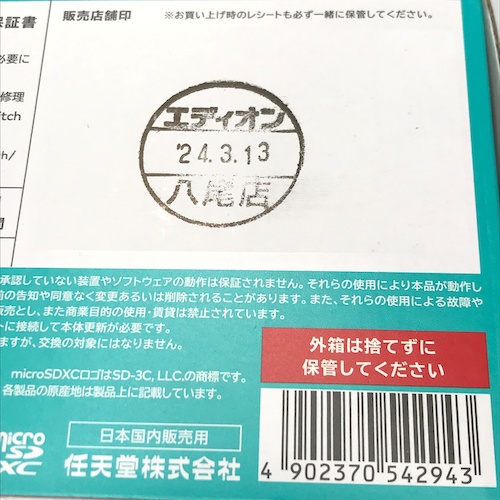 保証書
販売店舗印
※お買い上げ時のレシートも必ず一緒に保管してください。
必要に
修理
tch
h/
エディオン
'24.3.13
八尾店
承認していない装置やソフトウェアの動作は保証されません。それらの使用により本品が動作し
前の告知や同意なく変更あるいは削除されることがあります。また、それらの使用による故障や
販売とし、また商業目的の使用・賃貸は禁止されています。
トに接続して本体更新が必要です。
ますが、交換の対象にはなりません。
外箱は捨てずに
保管してください
microSDXCロゴはSD-3C, LLC.の商標です。
各製品の原産地は製品上に記載しています。
micro
SD
XC
日本国内販売用
任天堂株式会社
4 902370 542943